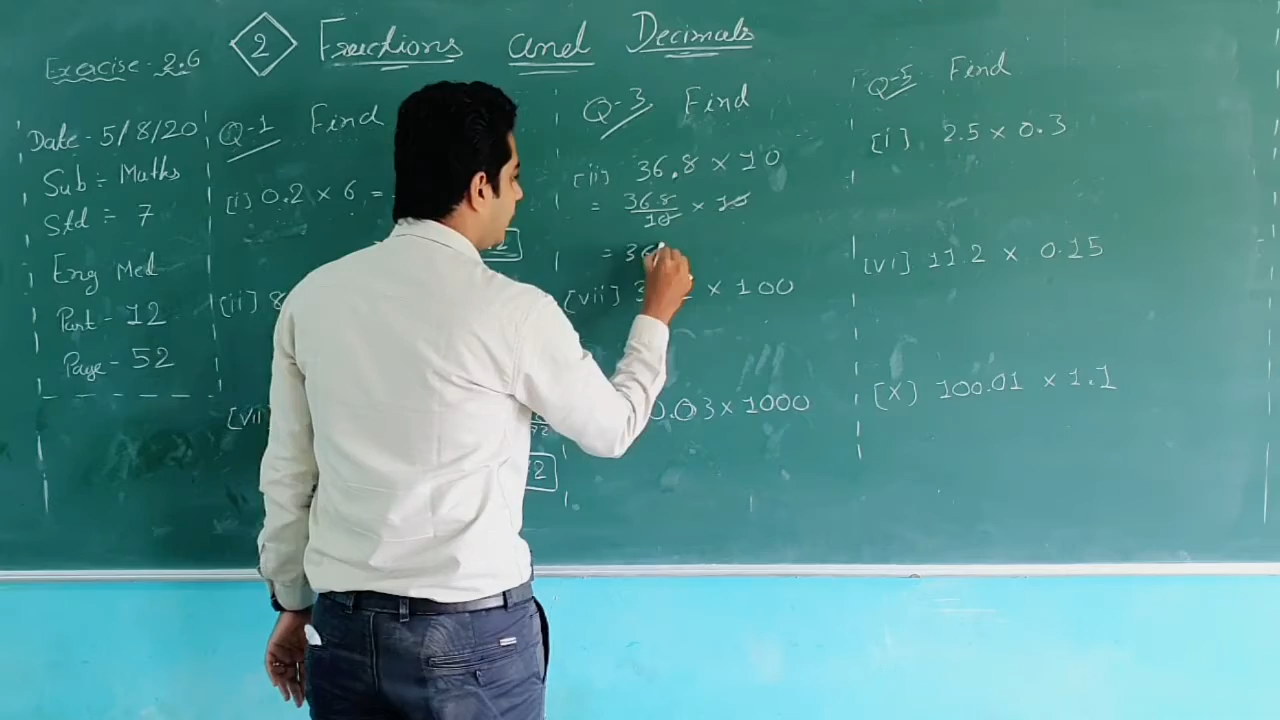 2 Fractions and Decimals
Exercise - 2.6
Date - 5/8/20
Sub = Maths
Std = 7
Eng Med
Part - 12
Page - 52
Q-1 Find
[i] 0.2 × 6 =
[ii] 8
[vii]
Q-3 Find
[ii] 36.8 × 10
= 368/10 × 10
= 36
[vii] 3 × 100
0.03 × 1000
Q-5 Find
[i] 2.5 × 0.3
[vi] 11.2 × 0.15
[x] 100.01 × 1.1